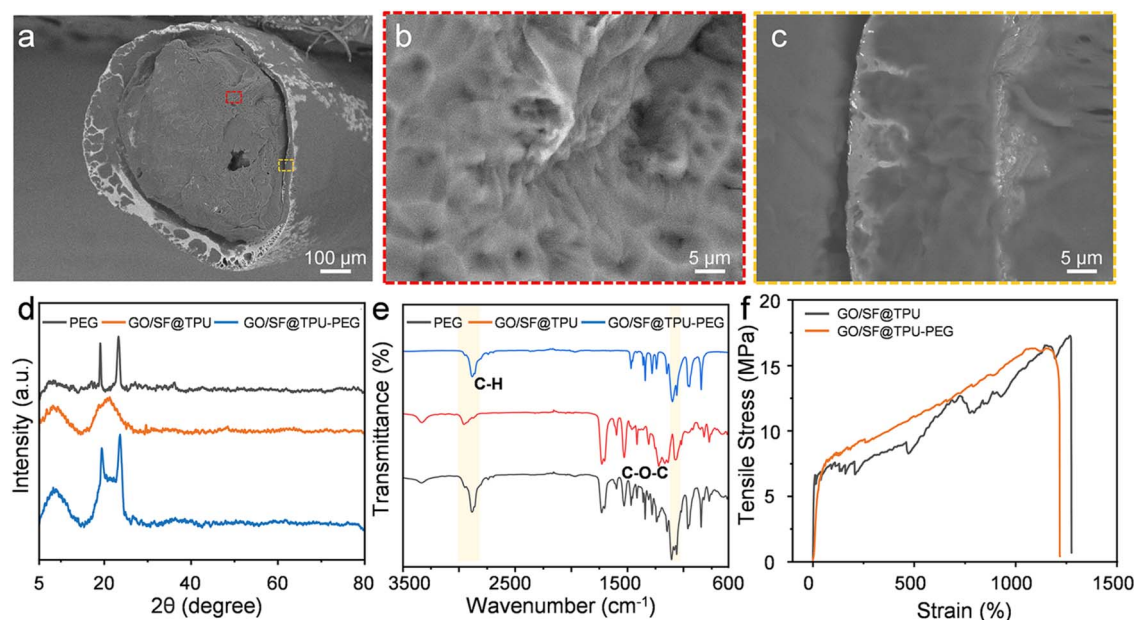 a
100 µm
b
5 µm
c
5 µm
d
PEG GO/SF@TPU GO/SF@TPU-PEG
Intensity (a.u.)
5 20 40 60 80
2θ (degree)
e
PEG GO/SF@TPU GO/SF@TPU-PEG
C-H
C-O-C
Transmittance (%)
3500 2500 1500 600
Wavenumber (cm⁻¹)
f
GO/SF@TPU
GO/SF@TPU-PEG
Tensile Stress (MPa)
20
15
10
5
0
0 500 1000 1500
Strain (%)